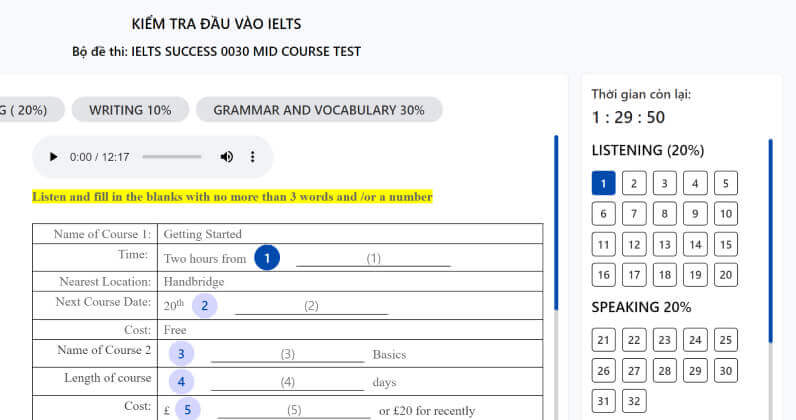 KIỂM TRA ĐẦU VÀO IELTS
Bộ đề thi: IELTS SUCCESS 0030 MID COURSE TEST
G ( 20%) WRITING 10% GRAMMAR AND VOCABULARY 30%
0:00 / 12:17
Listen and fill in the blanks with no more than 3 words and /or a number
Name of Course 1: Getting Started
Time: Two hours from 1 (1)
Nearest Location: Handbridge
Next Course Date: 20th 2 (2)
Cost: Free
Name of Course 2 3 (3) Basics
Length of course 4 (4) days
Cost: £ 5 (5) or £20 for recently
Thời gian còn lại:
1 : 29 : 50
LISTENING (20%)
1 2 3 4 5
6 7 8 9 10
11 12 13 14 15
16 17 18 19 20
SPEAKING 20%
21 22 23 24 25
26 27 28 29 30
31 32